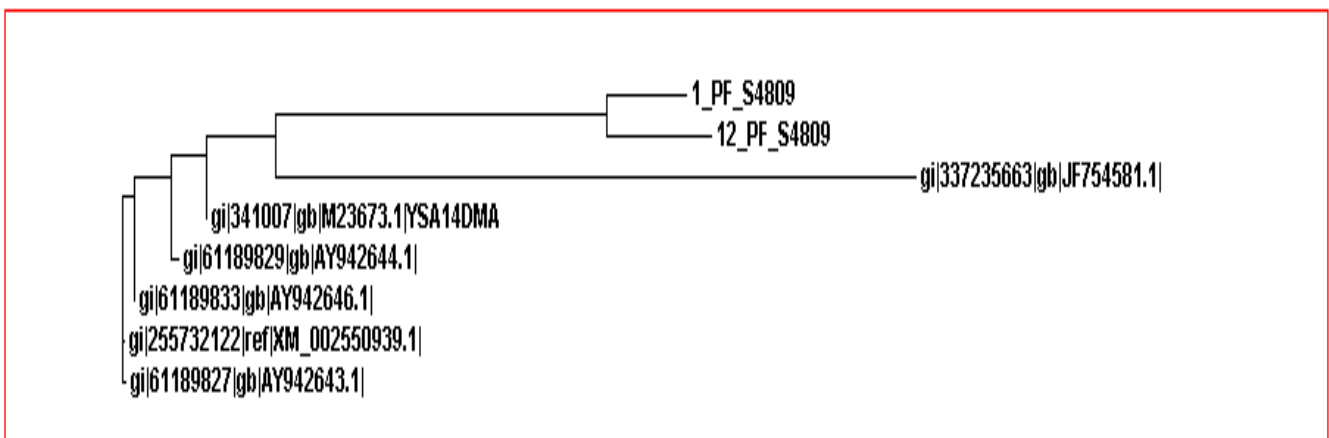 1_PF_S4809
12_PF_S4809
gi|337235663|gb|JF754581.1|
gi|341007|gb|M23673.1|YSA14DMA
gi|61189829|gb|AY942644.1|
gi|61189833|gb|AY942646.1|
gi|255732122|ref|XM_002550939.1|
gi|61189827|gb|AY942643.1|